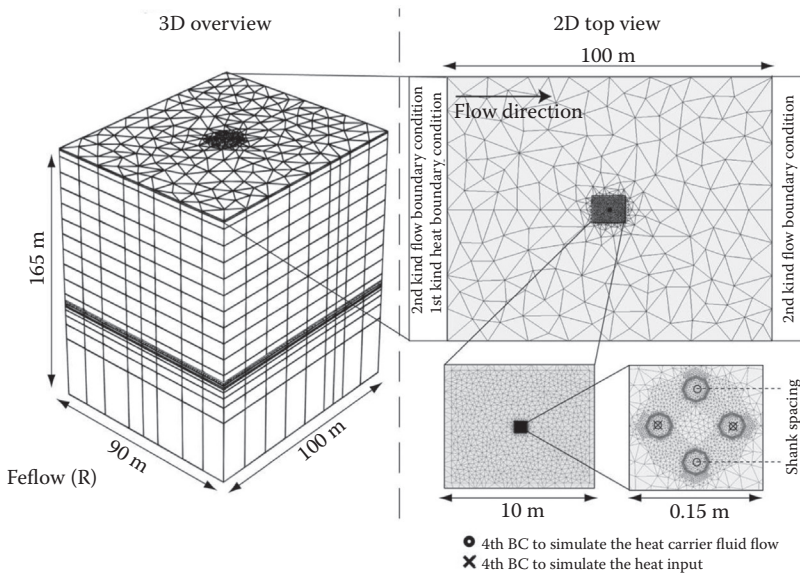 3D overview
2D top view
100 m
Flow direction
2nd kind flow boundary condition
1st kind heat boundary condition
2nd kind flow boundary condition
165 m
90 m
100 m
Feflow (R)
Shank spacing
10 m
0.15 m
4th BC to simulate the heat carrier fluid flow
4th BC to simulate the heat input